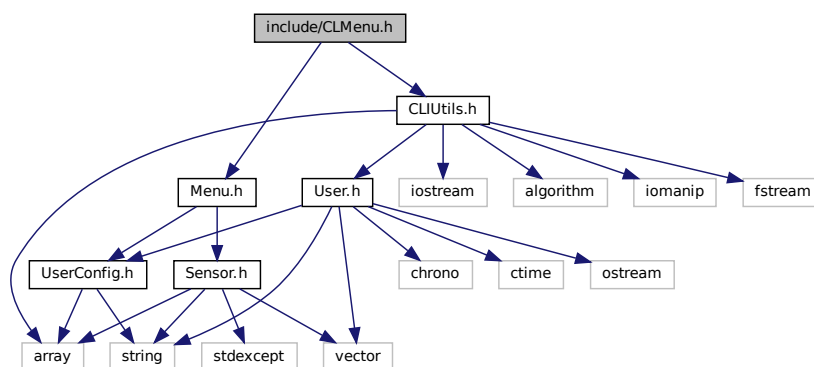 include/CLMenu.h
CLIUtils.h
Menu.h
User.h
iostream
algorithm
iomanip
fstream
UserConfig.h
Sensor.h
chrono
ctime
ostream
array
string
stdexcept
vector